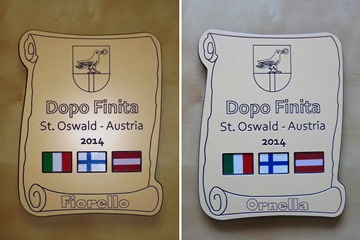 Dopo Finita
St. Oswald - Austria
2014
Fiorello
Dopo Finita
St. Oswald - Austria
2014
Ornella